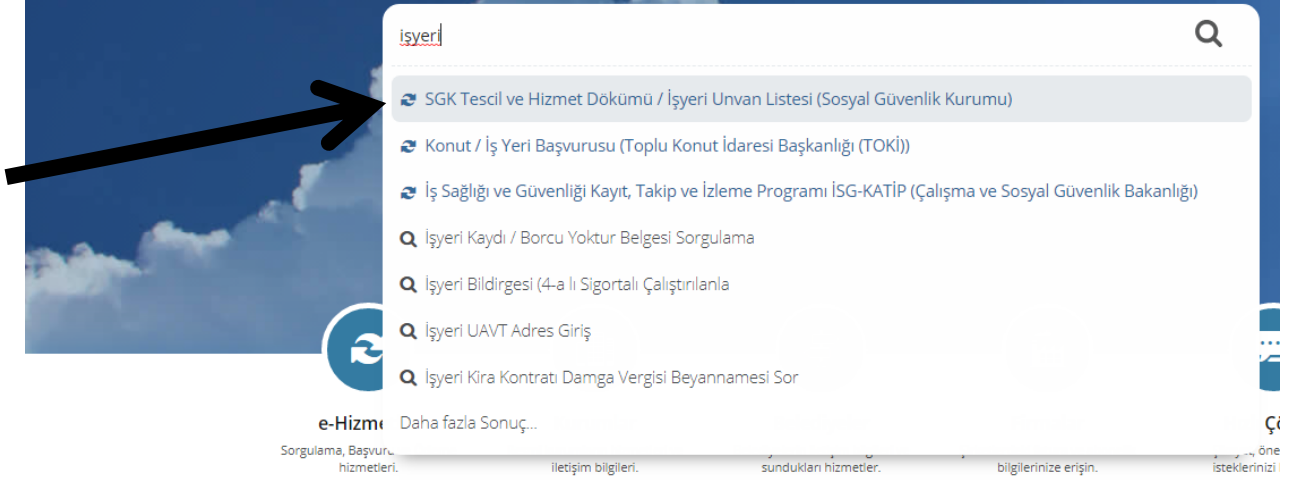 işyeri
SGK Tescil ve Hizmet Dökümü / İşyeri Unvan Listesi (Sosyal Güvenlik Kurumu)
Konut / İş Yeri Başvurusu (Toplu Konut İdaresi Başkanlığı (TOKİ))
İş Sağlığı ve Güvenliği Kayıt, Takip ve İzleme Programı İSG-KATİP (Çalışma ve Sosyal Güvenlik Bakanlığı)
İşyeri Kaydı / Borcu Yoktur Belgesi Sorgulama
İşyeri Bildirgesi (4-a lı Sigortalı Çalıştırılanla
İşyeri UAVT Adres Giriş
İşyeri Kira Kontratı Damga Vergisi Beyannamesi Sor
Daha fazla Sonuç...
e-Hizme
Sorgulama,
hizmetleri. iletişim bilgileri. sundukları hizmetler. bilgilerinize erişin. isteklerinizi